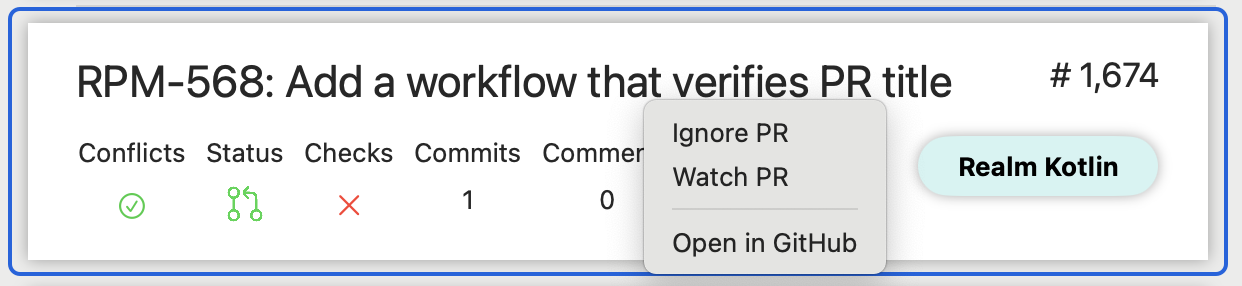 RPM-568: Add a workflow that verifies PR title
# 1,674
Conflicts Status Checks Commits
1 0
Ignore PR
Watch PR
Open in GitHub
Realm Kotlin